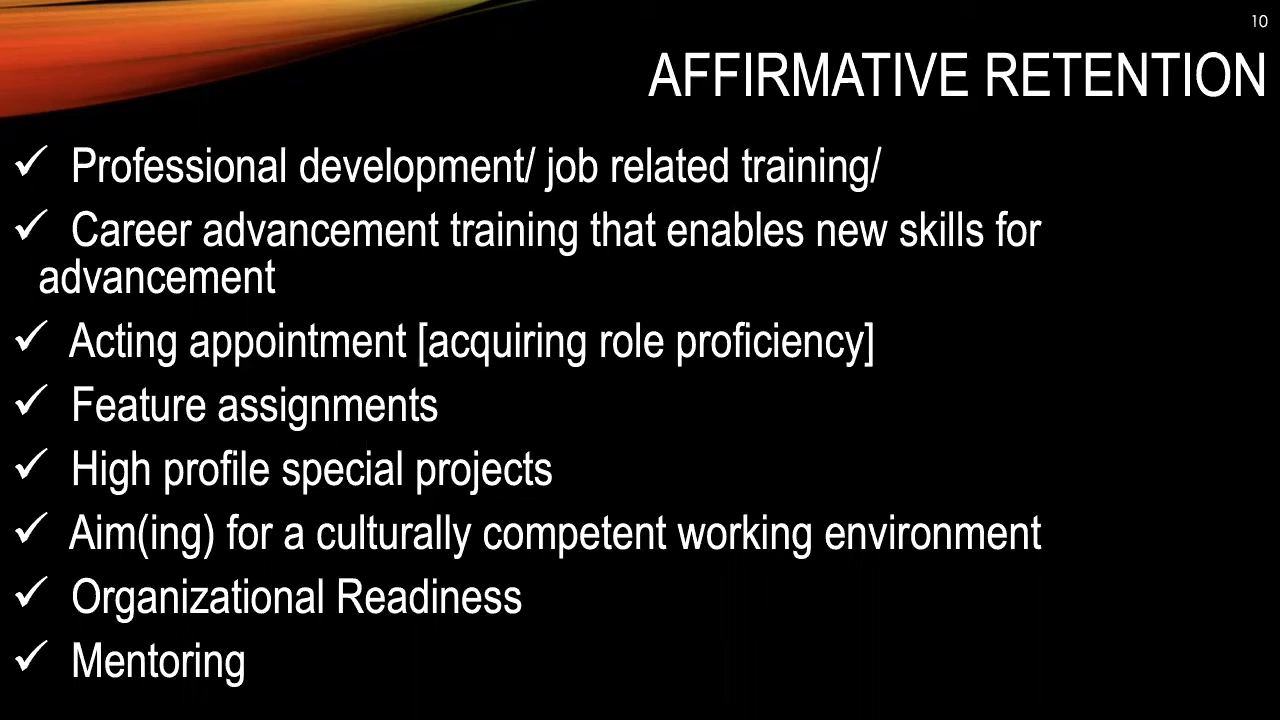 10
AFFIRMATIVE RETENTION
✓ Professional development/ job related training/
✓ Career advancement training that enables new skills for
advancement
✓ Acting appointment [acquiring role proficiency]
✓ Feature assignments
✓ High profile special projects
✓ Aim(ing) for a culturally competent working environment
✓ Organizational Readiness
✓ Mentoring